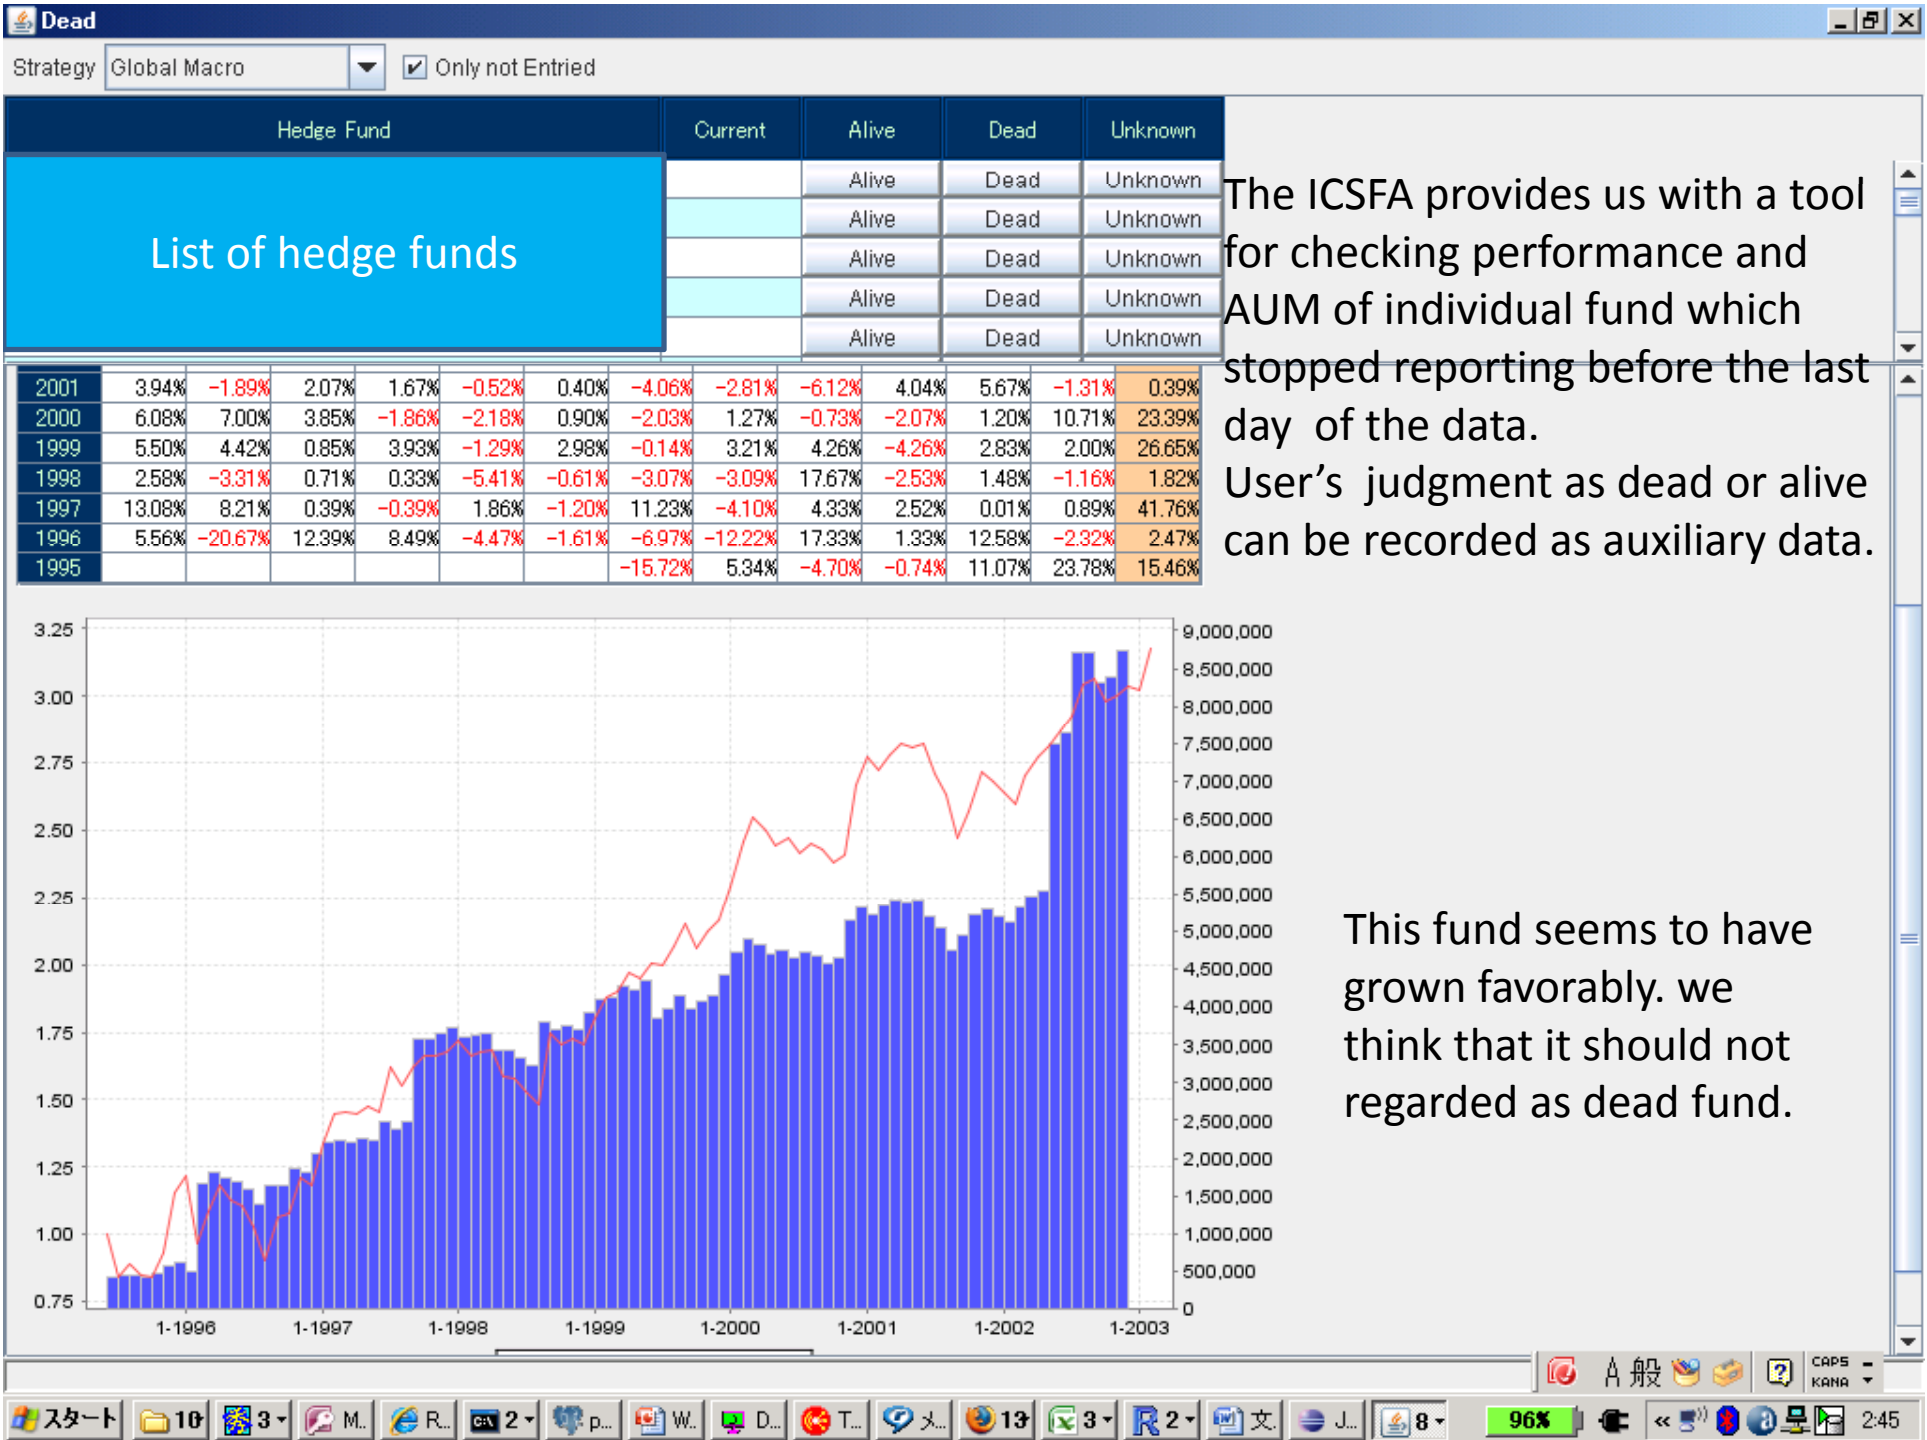 Dead
Strategy Global Macro Only not Entried
Hedge Fund Current Alive Dead Unknown
List of hedge funds
Alive Dead Unknown
Alive Dead Unknown
Alive Dead Unknown
Alive Dead Unknown
Alive Dead Unknown
The ICSFA provides us with a tool
for checking performance and
AUM of individual fund which
stopped reporting before the last
day of the data.
User's judgment as dead or alive
can be recorded as auxiliary data.
2001 3.94% -1.89% 2.07% 1.67% -0.52% 0.40% -4.06% -2.81% -6.12% 4.04% 5.67% -1.31% 0.39%
2000 6.08% 7.00% 3.85% -1.86% -2.18% 0.90% -2.03% 1.27% -0.73% -2.07% 1.20% 10.71% 23.39%
1999 5.50% 4.42% 0.85% 3.93% -1.29% 2.98% -0.14% 3.21% 4.26% -4.26% 2.83% 2.00% 26.65%
1998 2.58% -3.31% 0.71% 0.33% -5.41% -0.61% -3.07% -3.09% 17.67% -2.53% 1.48% -1.16% 1.82%
1997 13.08% 8.21% 0.39% -0.39% 1.86% -1.20% 11.23% -4.10% 4.33% 2.52% 0.01% 0.89% 41.76%
1996 5.56% -20.67% 12.39% 8.49% -4.47% -1.61% -6.97% -12.22% 17.33% 1.33% 12.58% -2.32% 2.47%
1995 -15.72% 5.34% -4.70% -0.74% 11.07% 23.78% 15.46%
3.25
3.00
2.75
2.50
2.25
2.00
1.75
1.50
1.25
1.00
0.75
9,000,000
8,500,000
8,000,000
7,500,000
7,000,000
6,500,000
6,000,000
5,500,000
5,000,000
4,500,000
4,000,000
3,500,000
3,000,000
2,500,000
2,000,000
1,500,000
1,000,000
500,000
0
1-1996 1-1997 1-1998 1-1999 1-2000 1-2001 1-2002 1-2003
This fund seems to have
grown favorably. we
think that it should not
regarded as dead fund.
A 般 CAPS KANA
スタート 10 3 M.. R... 2 p... W.. D... T... メ... 13 3 2 文. J... 8 96% « 2:45